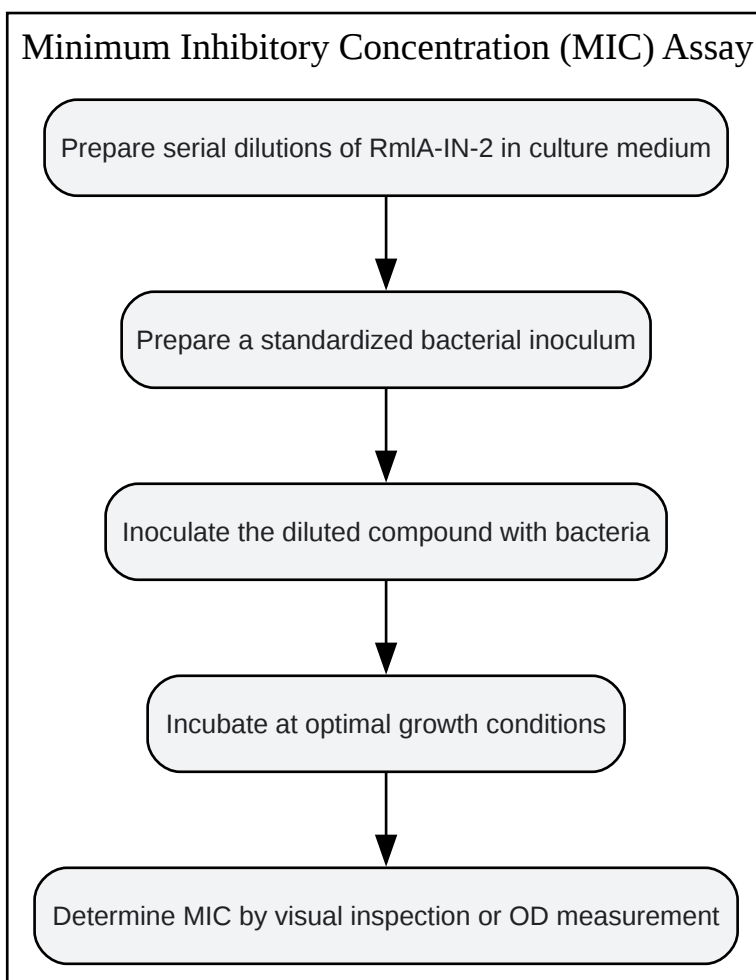 Minimum Inhibitory Concentration (MIC) Assay
Prepare serial dilutions of RmlA-IN-2 in culture medium
Prepare a standardized bacterial inoculum
Inoculate the diluted compound with bacteria
Incubate at optimal growth conditions
Determine MIC by visual inspection or OD measurement